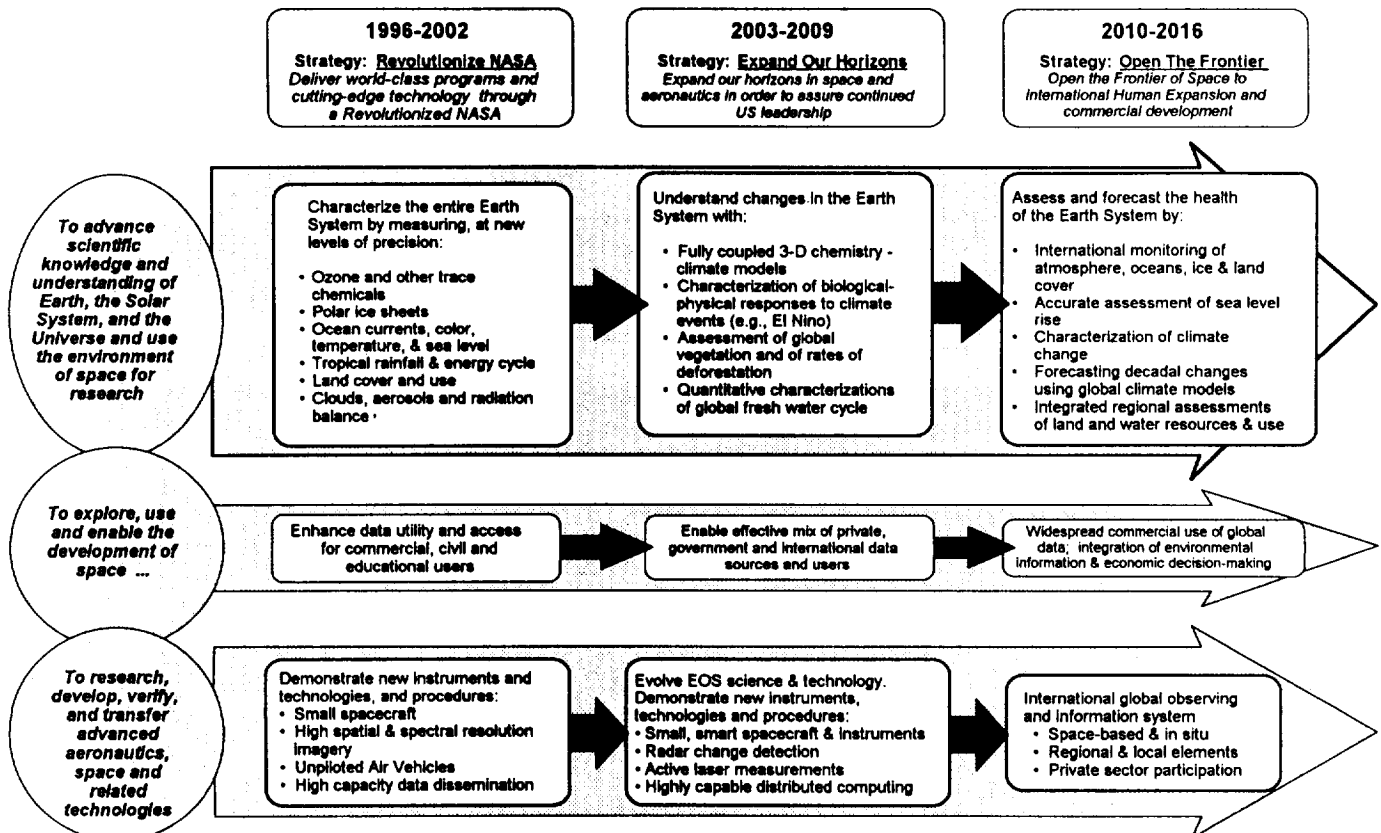 1996-2002
Strategy: Revolutionize NASA
Deliver world-class programs and
cutting-edge technology through
a Revolutionized NASA
2003-2009
Strategy: Expand Our Horizons
Expand our horizons in space and
aeronautics in order to assure continued
US leadership
2010-2016
Strategy: Open The Frontier
Open the Frontier of Space to
International Human Expansion and
commercial development
To advance
scientific
knowledge and
understanding of
Earth, the Solar
System, and the
Universe and use
the environment
of space for
research
Characterize the entire Earth
System by measuring, at new
levels of precision:
• Ozone and other trace
chemicals
• Polar ice sheets
• Ocean currents, color,
temperature, & sea level
• Tropical rainfall & energy cycle
• Land cover and use
• Clouds, aerosols and radiation
balance
Understand changes in the Earth
System with:
• Fully coupled 3-D chemistry -
climate models
• Characterization of biological-
physical responses to climate
events (e.g., El Nino)
• Assessment of global
vegetation and of rates of
deforestation
• Quantitative characterizations
of global fresh water cycle
Assess and forecast the health
of the Earth System by:
• International monitoring of
atmosphere, oceans, ice & land
cover
• Accurate assessment of sea level
rise
• Characterization of climate
change
• Forecasting decadal changes
using global climate models
• Integrated regional assessments
of land and water resources & use
To explore, use
and enable the
development of
space ...
Enhance data utility and access
for commercial, civil and
educational users
Enable effective mix of private,
government and international data
sources and users
Widespread commercial use of global
data; integration of environmental
information & economic decision-making
To research,
develop, verify,
and transfer
advanced
aeronautics,
space and
related
technologies
Demonstrate new instruments and
technologies, and procedures:
• Small spacecraft
• High spatial & spectral resolution
imagery
• Unpiloted Air Vehicles
• High capacity data dissemination
Evolve EOS science & technology.
Demonstrate new instruments,
technologies and procedures:
• Small, smart spacecraft & instruments
• Radar change detection
• Active laser measurements
• Highly capable distributed computing
International global observing
and information system
• Space-based & in situ
• Regional & local elements
• Private sector participation